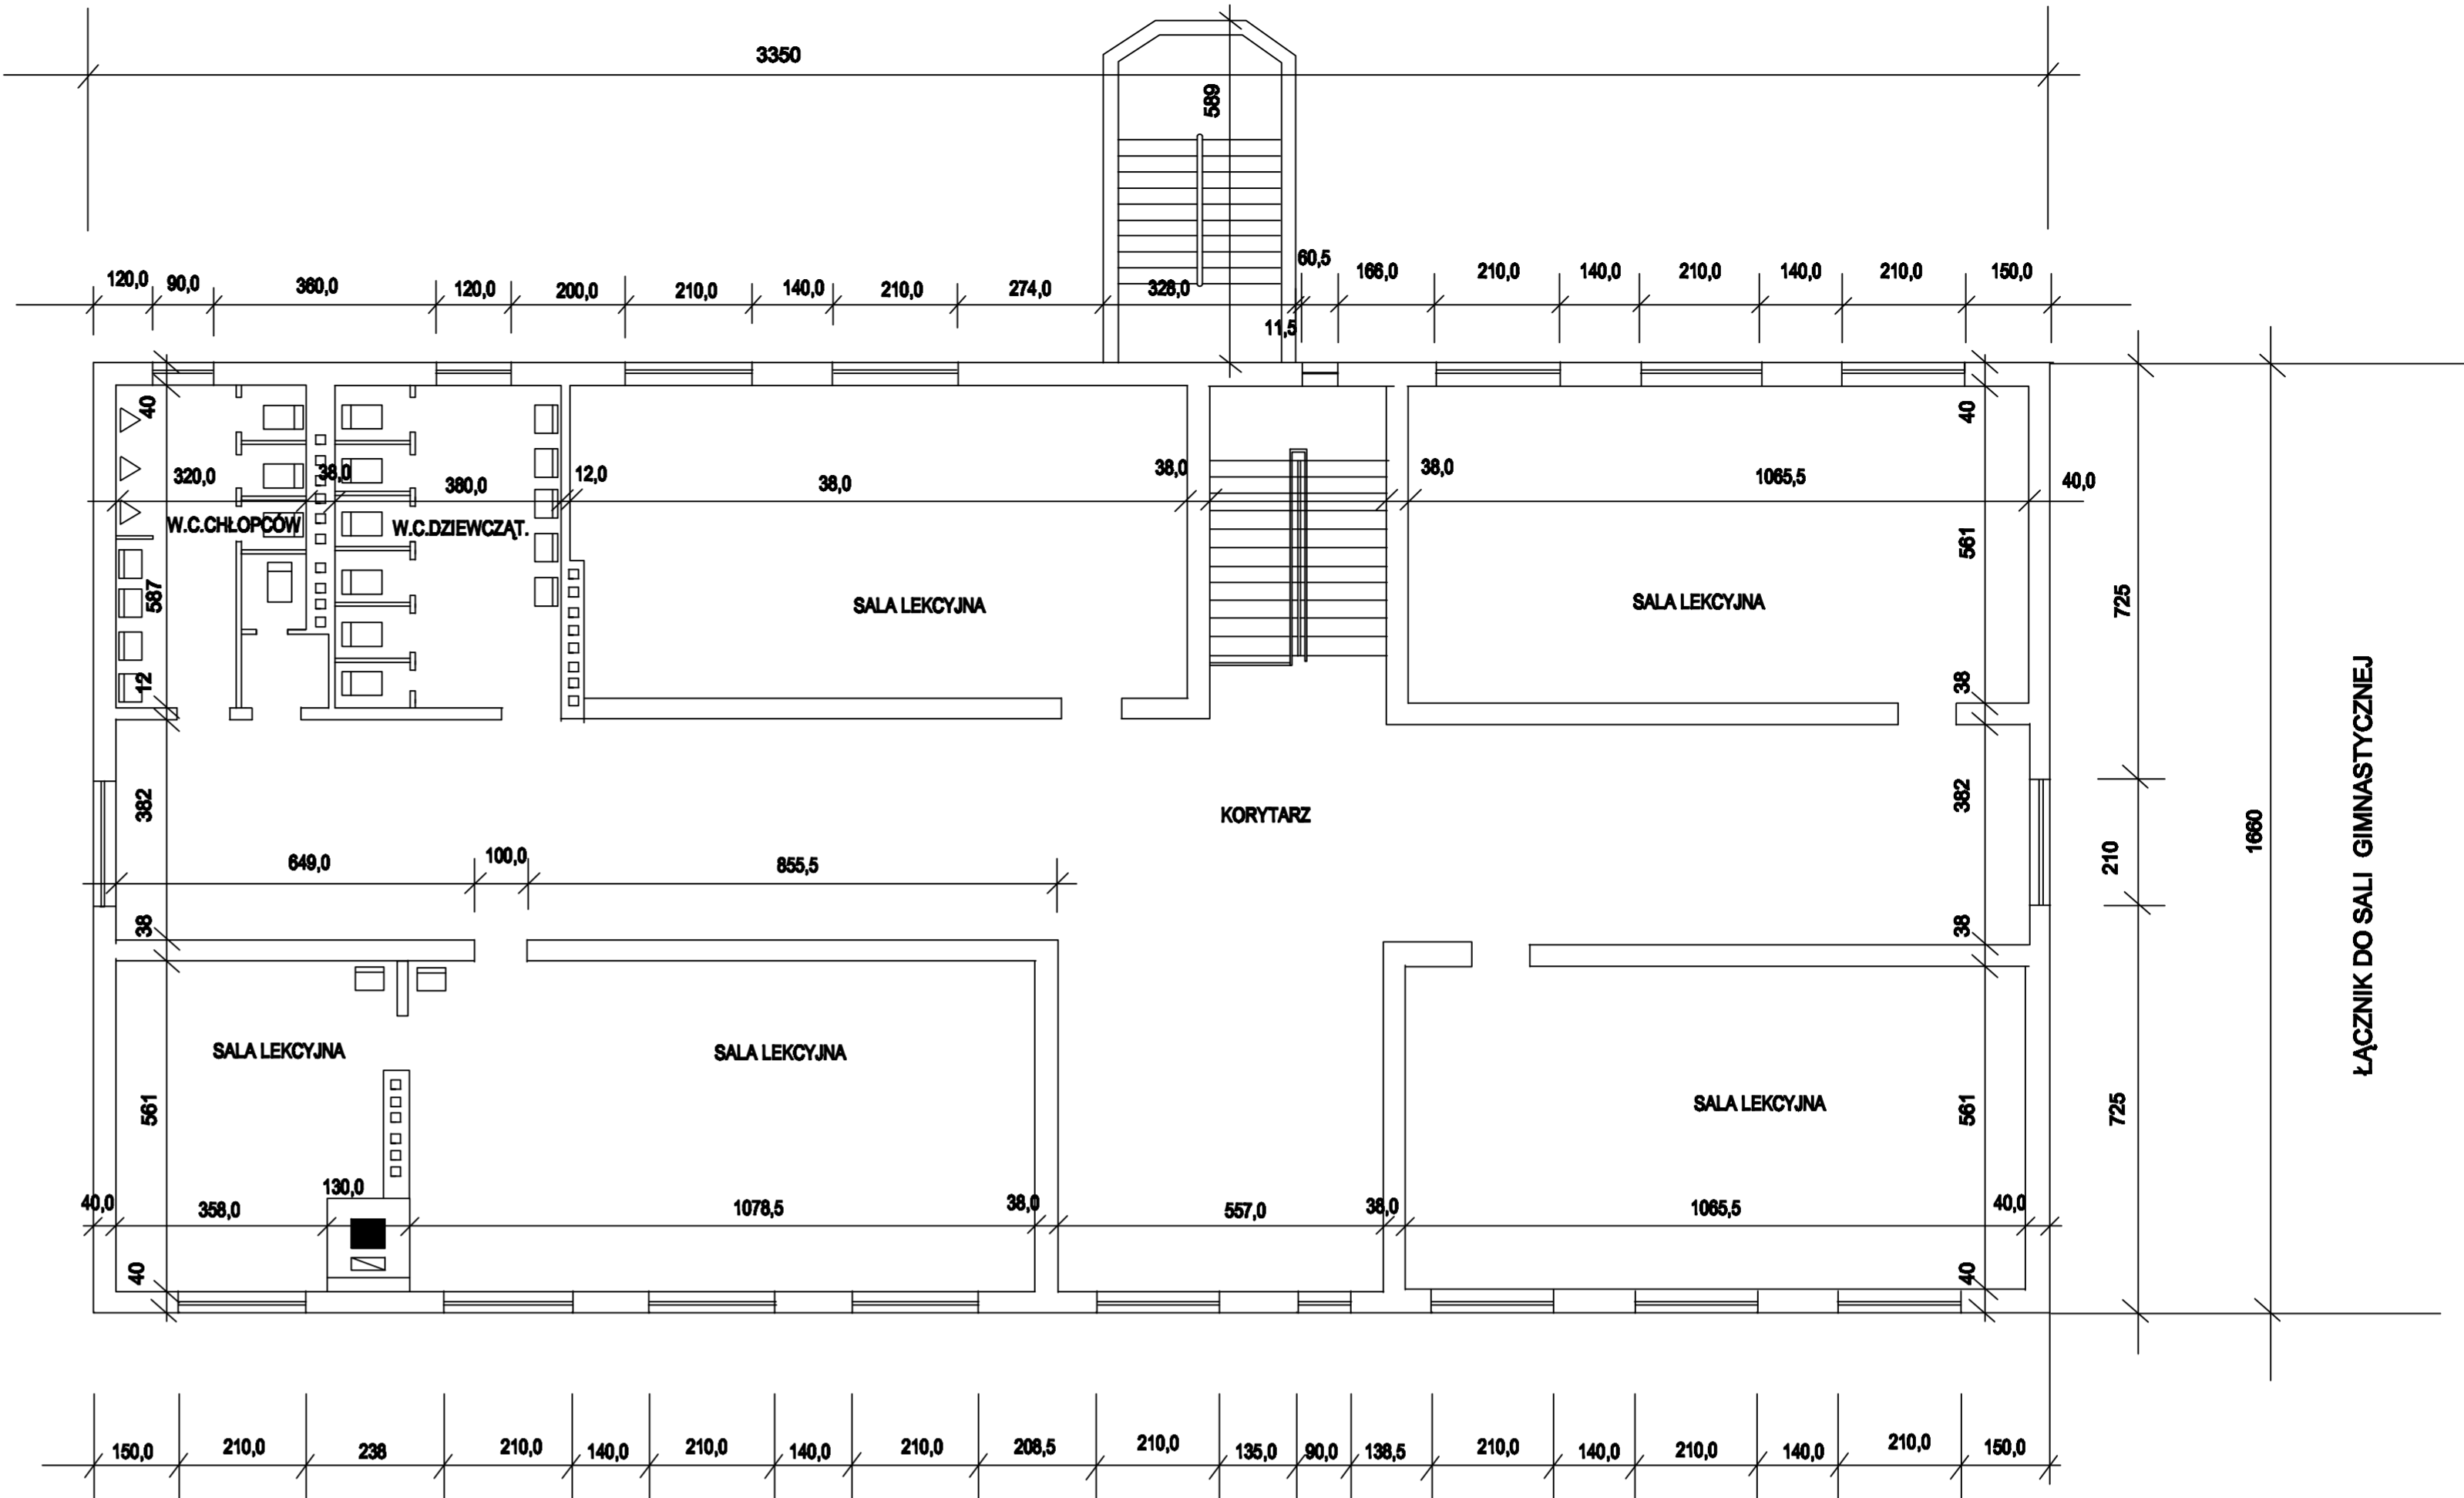 3350
589
60,5
120,0 90,0 360,0 120,0 200,0 210,0 140,0 210,0 274,0 328,0 166,0 210,0 140,0 210,0 140,0 210,0 150,0
11,5
40 40
320,0 38,0 380,0 12,0 38,0 38,0 38,0 1065,5 40,0
W.C.CHŁOPCÓW W.C.DZIEWCZĄT.
561
587 SALA LEKCYJNA SALA LEKCYJNA 725
12 38
382 KORYTARZ 382
1660
ŁĄCZNIK DO SALI GIMNASTYCZNEJ
649,0 100,0 855,5 210
38 38
SALA LEKCYJNA SALA LEKCYJNA
561 SALA LEKCYJNA 561 725
130,0
40,0 358,0 1078,5 38,0 557,0 38,0 1065,5 40,0
40 40
150,0 210,0 238 210,0 140,0 210,0 140,0 210,0 208,5 210,0 135,0 90,0 138,5 210,0 140,0 210,0 140,0 210,0 150,0